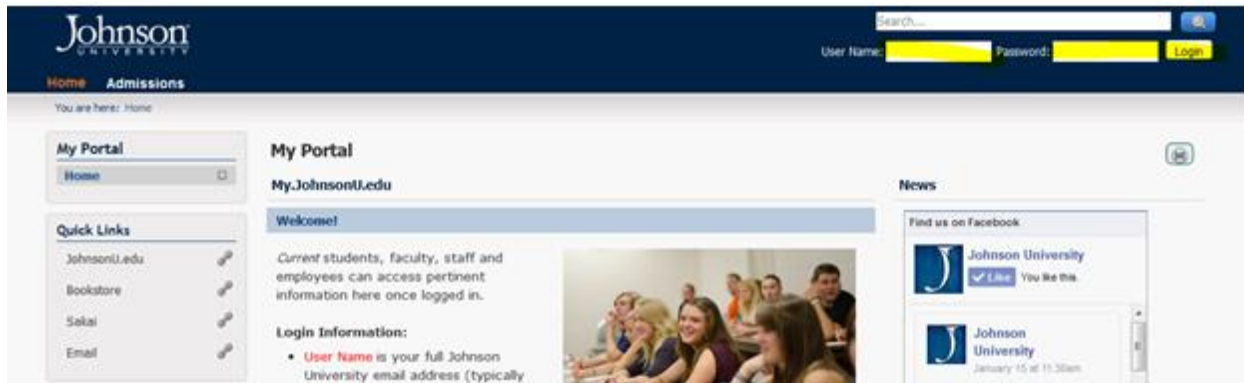 Johnson
UNIVERSITY
Search....
User Name:
Password:
Login
Home Admissions
You are here: Home
My Portal
Home
Quick Links
JohnsonU.edu
Bookstore
Sakai
Email
My Portal
My.JohnsonU.edu
Welcome!
Current students, faculty, staff and
employees can access pertinent
information here once logged in.
Login Information:
• User Name is your full Johnson
University email address (typically
News
Find us on Facebook
Johnson University
Like You like this.
Johnson
University
January 15 at 11:30am